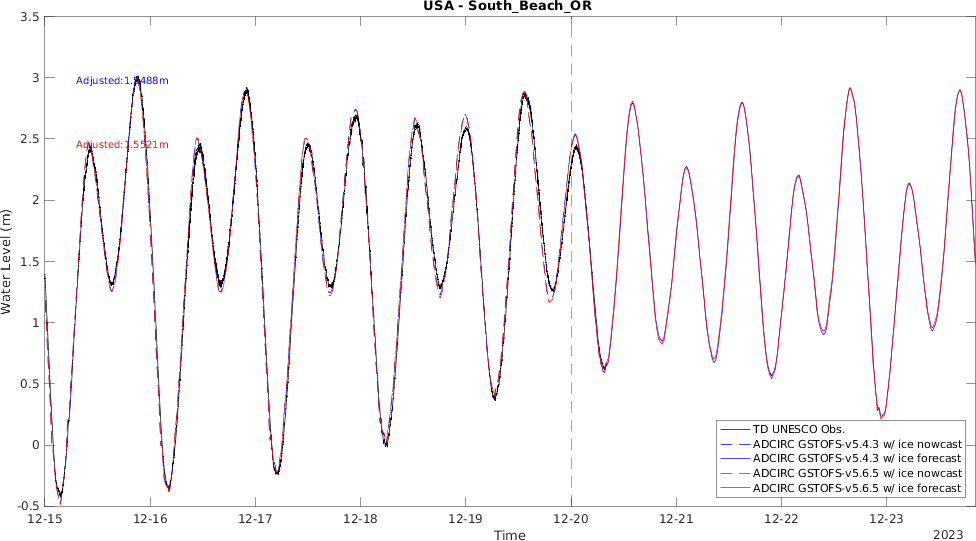 USA - South_Beach_OR
3.5
3
2.5
2
1.5
1
0.5
0
-0.5
Water Level (m)
Adjusted:1.5521m
12-15 12-16 12-17 12-18 12-19 12-20 12-21 12-22 12-23
Time
2023
TD UNESCO Obs.
ADCIRC GSTOFS-v5.4.3 w/ ice nowcast
ADCIRC GSTOFS-v5.4.3 w/ ice forecast
ADCIRC GSTOFS-v5.6.5 w/ ice nowcast
ADCIRC GSTOFS-v5.6.5 w/ ice forecast